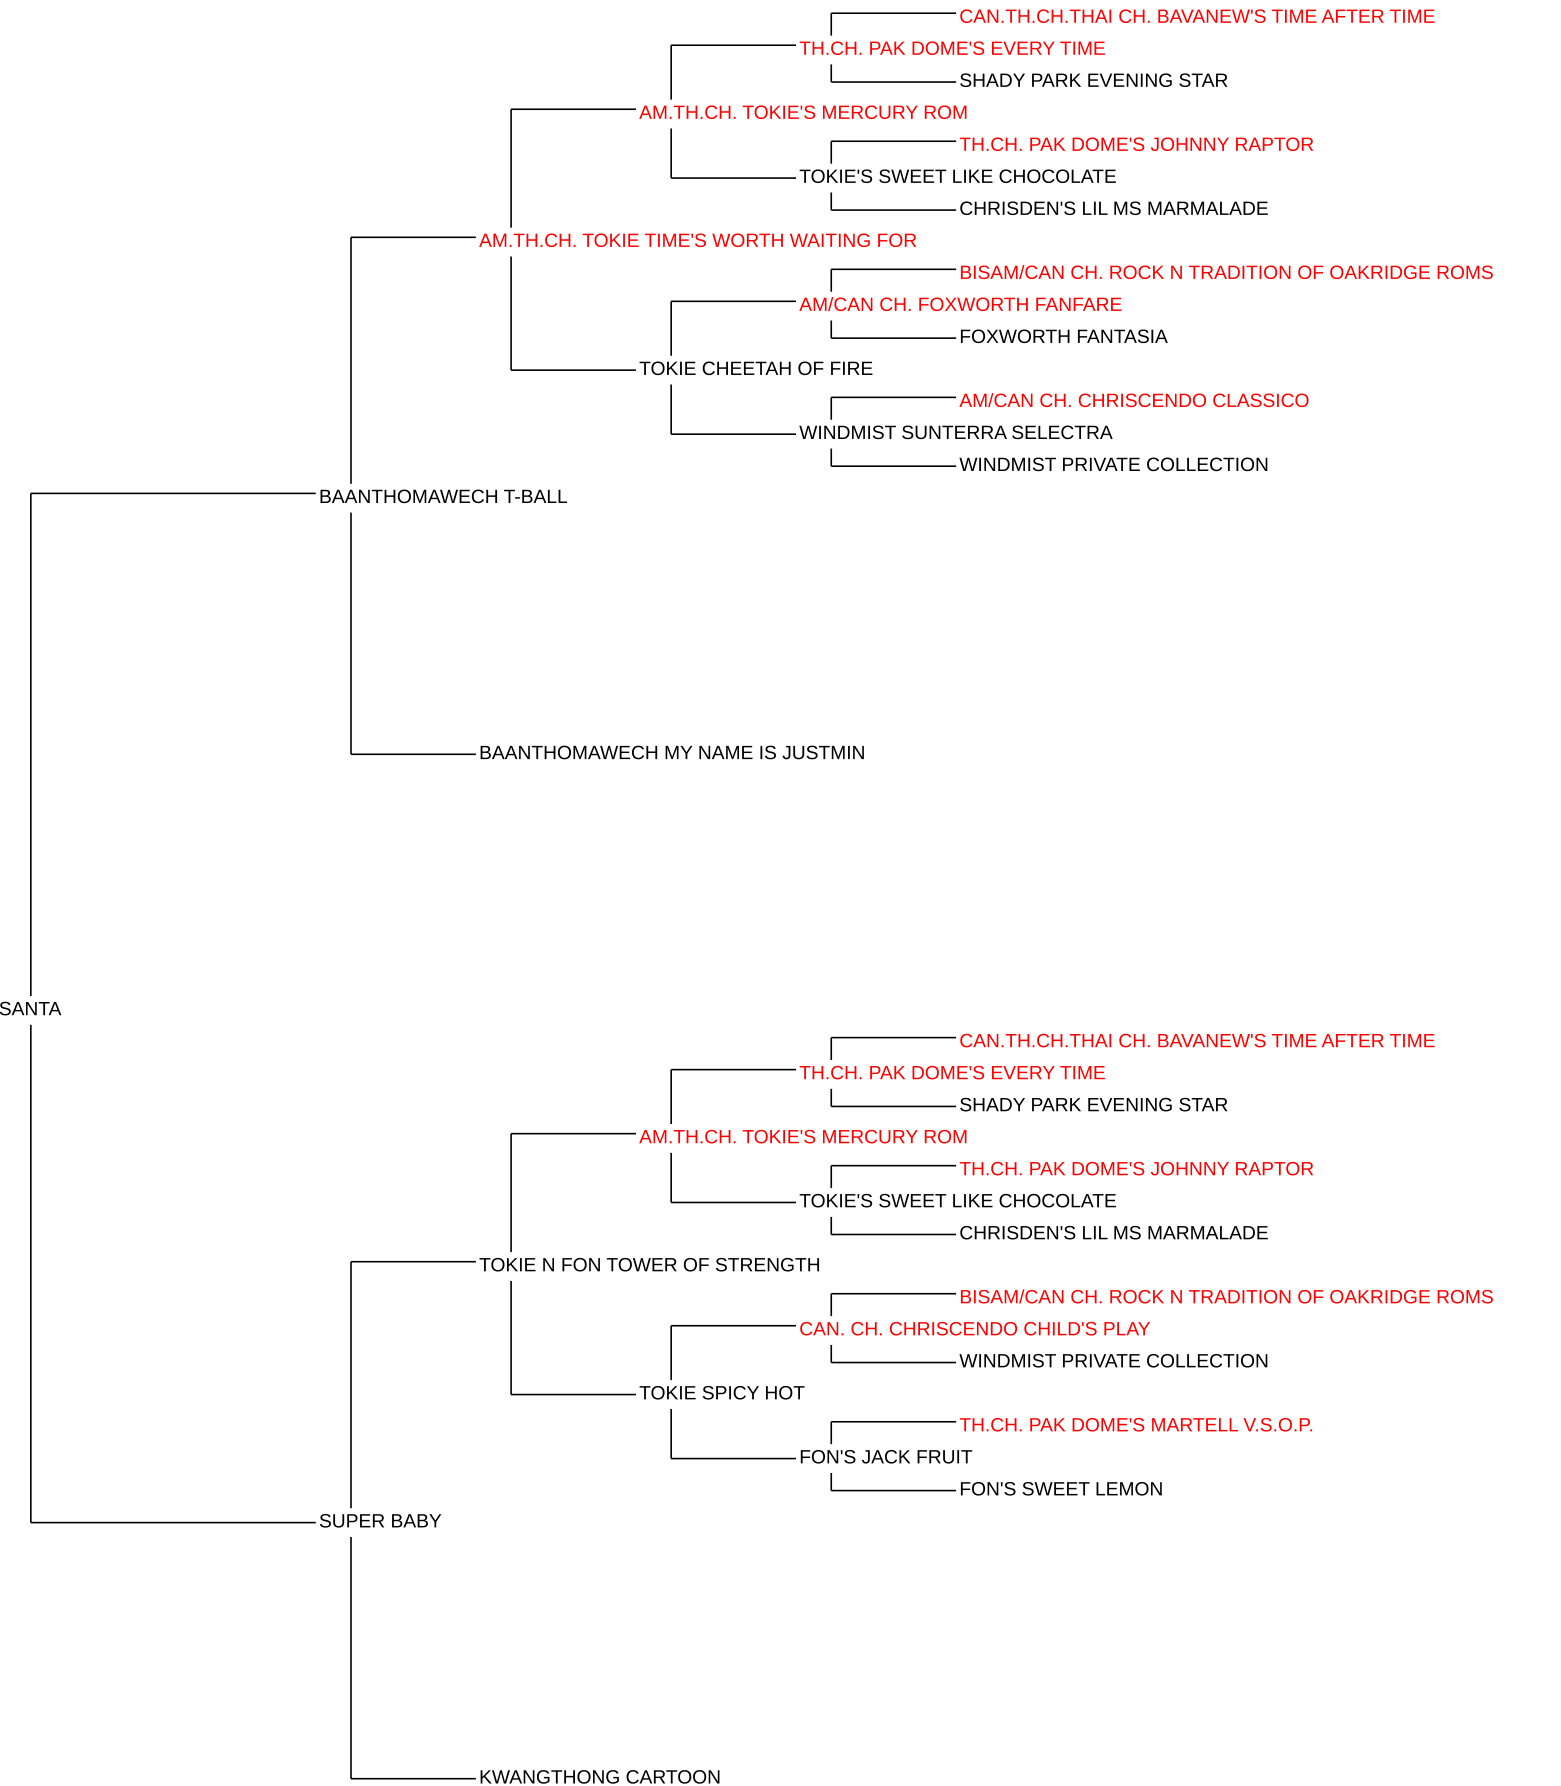 CAN.TH.CH.THAI CH. BAVANEW'S TIME AFTER TIME
TH.CH. PAK DOME'S EVERY TIME
SHADY PARK EVENING STAR
AM.TH.CH. TOKIE'S MERCURY ROM
TH.CH. PAK DOME'S JOHNNY RAPTOR
TOKIE'S SWEET LIKE CHOCOLATE
CHRISDEN'S LIL MS MARMALADE
AM.TH.CH. TOKIE TIME'S WORTH WAITING FOR
BISAM/CAN CH. ROCK N TRADITION OF OAKRIDGE ROMS
AM/CAN CH. FOXWORTH FANFARE
FOXWORTH FANTASIA
TOKIE CHEETAH OF FIRE
AM/CAN CH. CHRISCENDO CLASSICO
WINDMIST SUNTERRA SELECTRA
WINDMIST PRIVATE COLLECTION
BAANTHOMAWECH T-BALL
BAANTHOMAWECH MY NAME IS JUSTMIN
SANTA
CAN.TH.CH.THAI CH. BAVANEW'S TIME AFTER TIME
TH.CH. PAK DOME'S EVERY TIME
SHADY PARK EVENING STAR
AM.TH.CH. TOKIE'S MERCURY ROM
TH.CH. PAK DOME'S JOHNNY RAPTOR
TOKIE'S SWEET LIKE CHOCOLATE
CHRISDEN'S LIL MS MARMALADE
TOKIE N FON TOWER OF STRENGTH
BISAM/CAN CH. ROCK N TRADITION OF OAKRIDGE ROMS
CAN. CH. CHRISCENDO CHILD'S PLAY
WINDMIST PRIVATE COLLECTION
TOKIE SPICY HOT
TH.CH. PAK DOME'S MARTELL V.S.O.P.
FON'S JACK FRUIT
FON'S SWEET LEMON
SUPER BABY
KWANGTHONG CARTOON